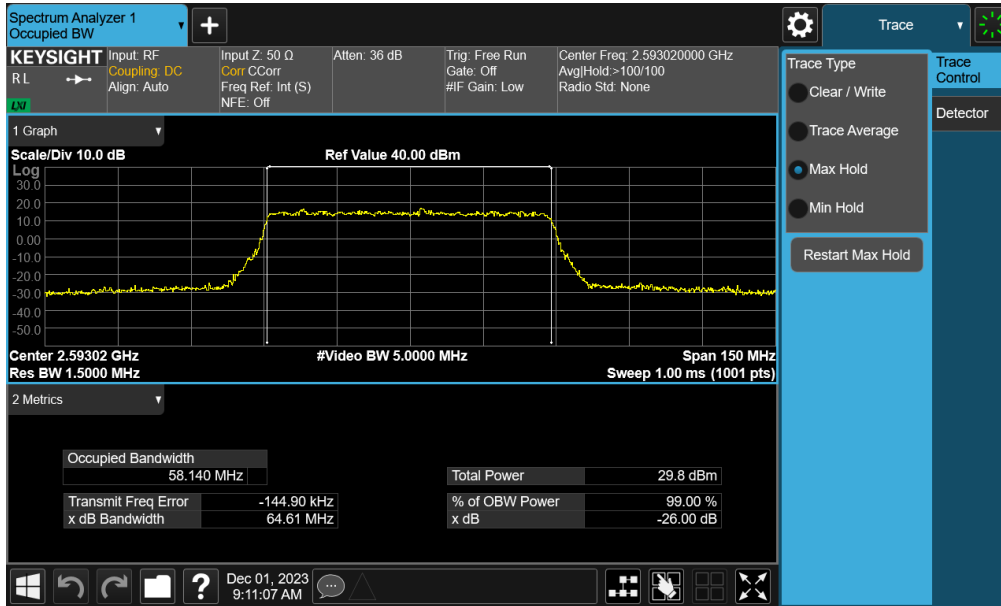 Spectrum Analyzer 1
Occupied BW
+
Trace
KEYSIGHT
R L
LXI
Input: RF
Coupling: DC
Align: Auto
Input Z: 50 Ω
Corr CCorr
Freq Ref: Int (S)
NFE: Off
Atten: 36 dB
Trig: Free Run
Gate: Off
#IF Gain: Low
Center Freq: 2.593020000 GHz
Avg|Hold:>100/100
Radio Std: None
1 Graph
Scale/Div 10.0 dB
Ref Value 40.00 dBm
Log
30.0
20.0
10.0
0.00
-10.0
-20.0
-30.0
-40.0
-50.0
Center 2.59302 GHz
#Video BW 5.0000 MHz
Span 150 MHz
Res BW 1.5000 MHz
Sweep 1.00 ms (1001 pts)
2 Metrics
Occupied Bandwidth
58.140 MHz
Total Power 29.8 dBm
Transmit Freq Error -144.90 kHz
% of OBW Power 99.00 %
x dB Bandwidth 64.61 MHz
x dB -26.00 dB
Trace Type
Clear / Write
Trace Average
Max Hold
Min Hold
Restart Max Hold
Trace
Control
Detector
?
Dec 01, 2023
9:11:07 AM